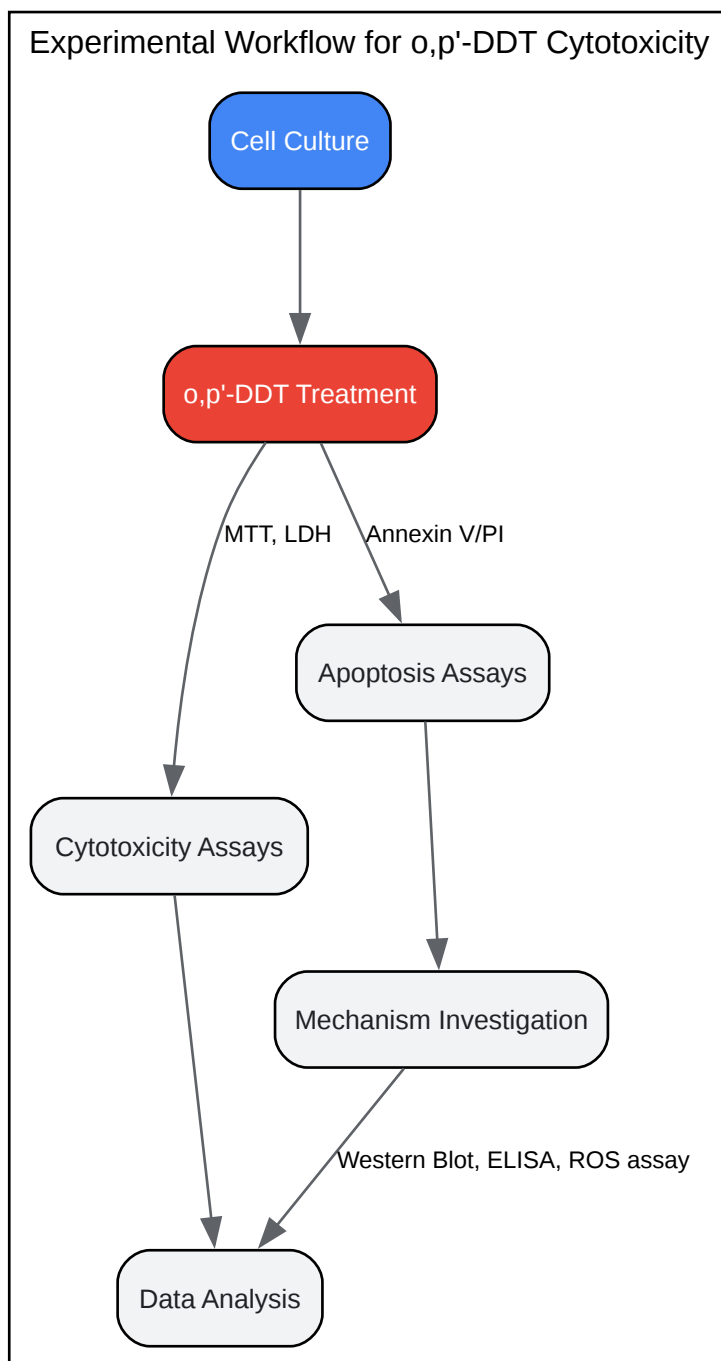 Experimental Workflow for o,p'-DDT Cytotoxicity
Cell Culture
o,p'-DDT Treatment
MTT, LDH
Annexin V/PI
Apoptosis Assays
Cytotoxicity Assays
Mechanism Investigation
Western Blot, ELISA, ROS assay
Data Analysis